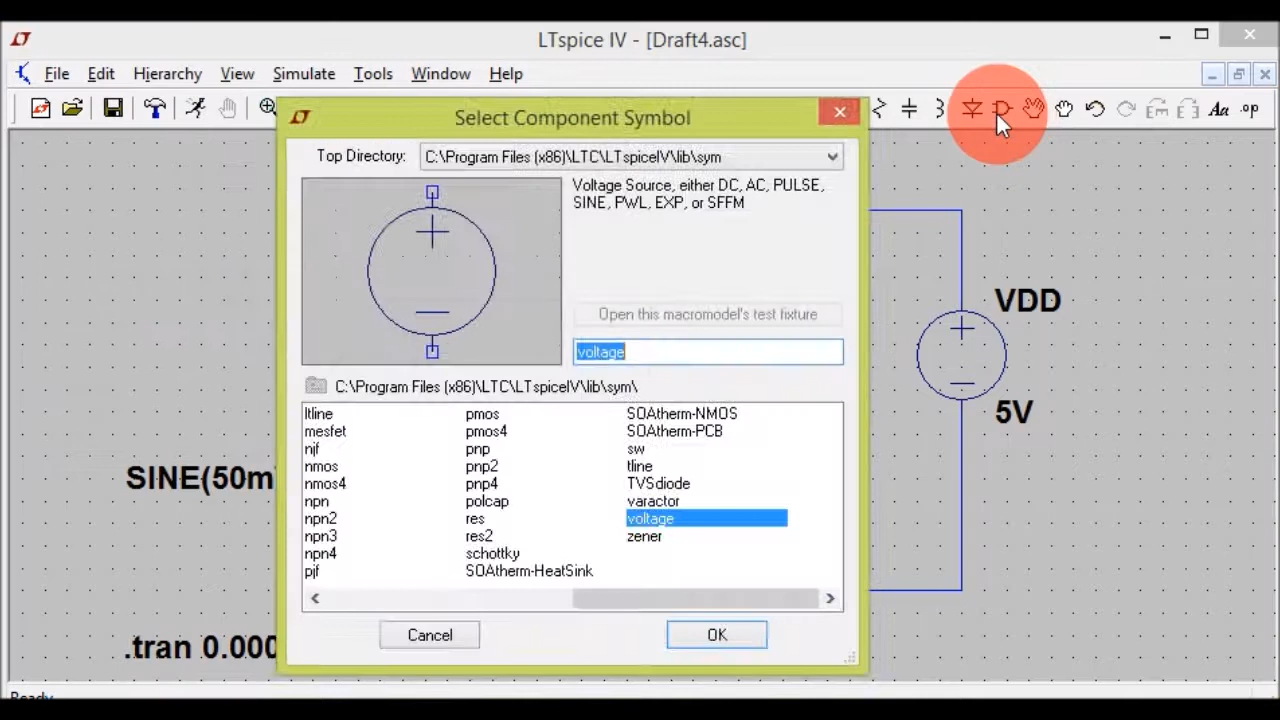 LTspice IV - [Draft4.asc]
File Edit Hierarchy View Simulate Tools Window Help
Aa .op
Select Component Symbol
Top Directory: C:\Program Files (x86)\LTC\LTspiceIV\lib\sym
Voltage Source, either DC, AC, PULSE,
SINE, PWL, EXP, or SFFM
Open this macromodel's test fixture
voltage
C:\Program Files (x86)\LTC\LTspiceIV\lib\sym\
ltline pmos SOAtherm-NMOS
mesfet pmos4 SOAtherm-PCB
njf pnp sw
nmos pnp2 tline
nmos4 pnp4 TVSdiode
npn polcap varactor
npn2 res voltage
npn3 res2 zener
npn4 schottky
pjf SOAtherm-HeatSink
Cancel OK
VDD
5V
SINE(50m
.tran 0.000
Ready